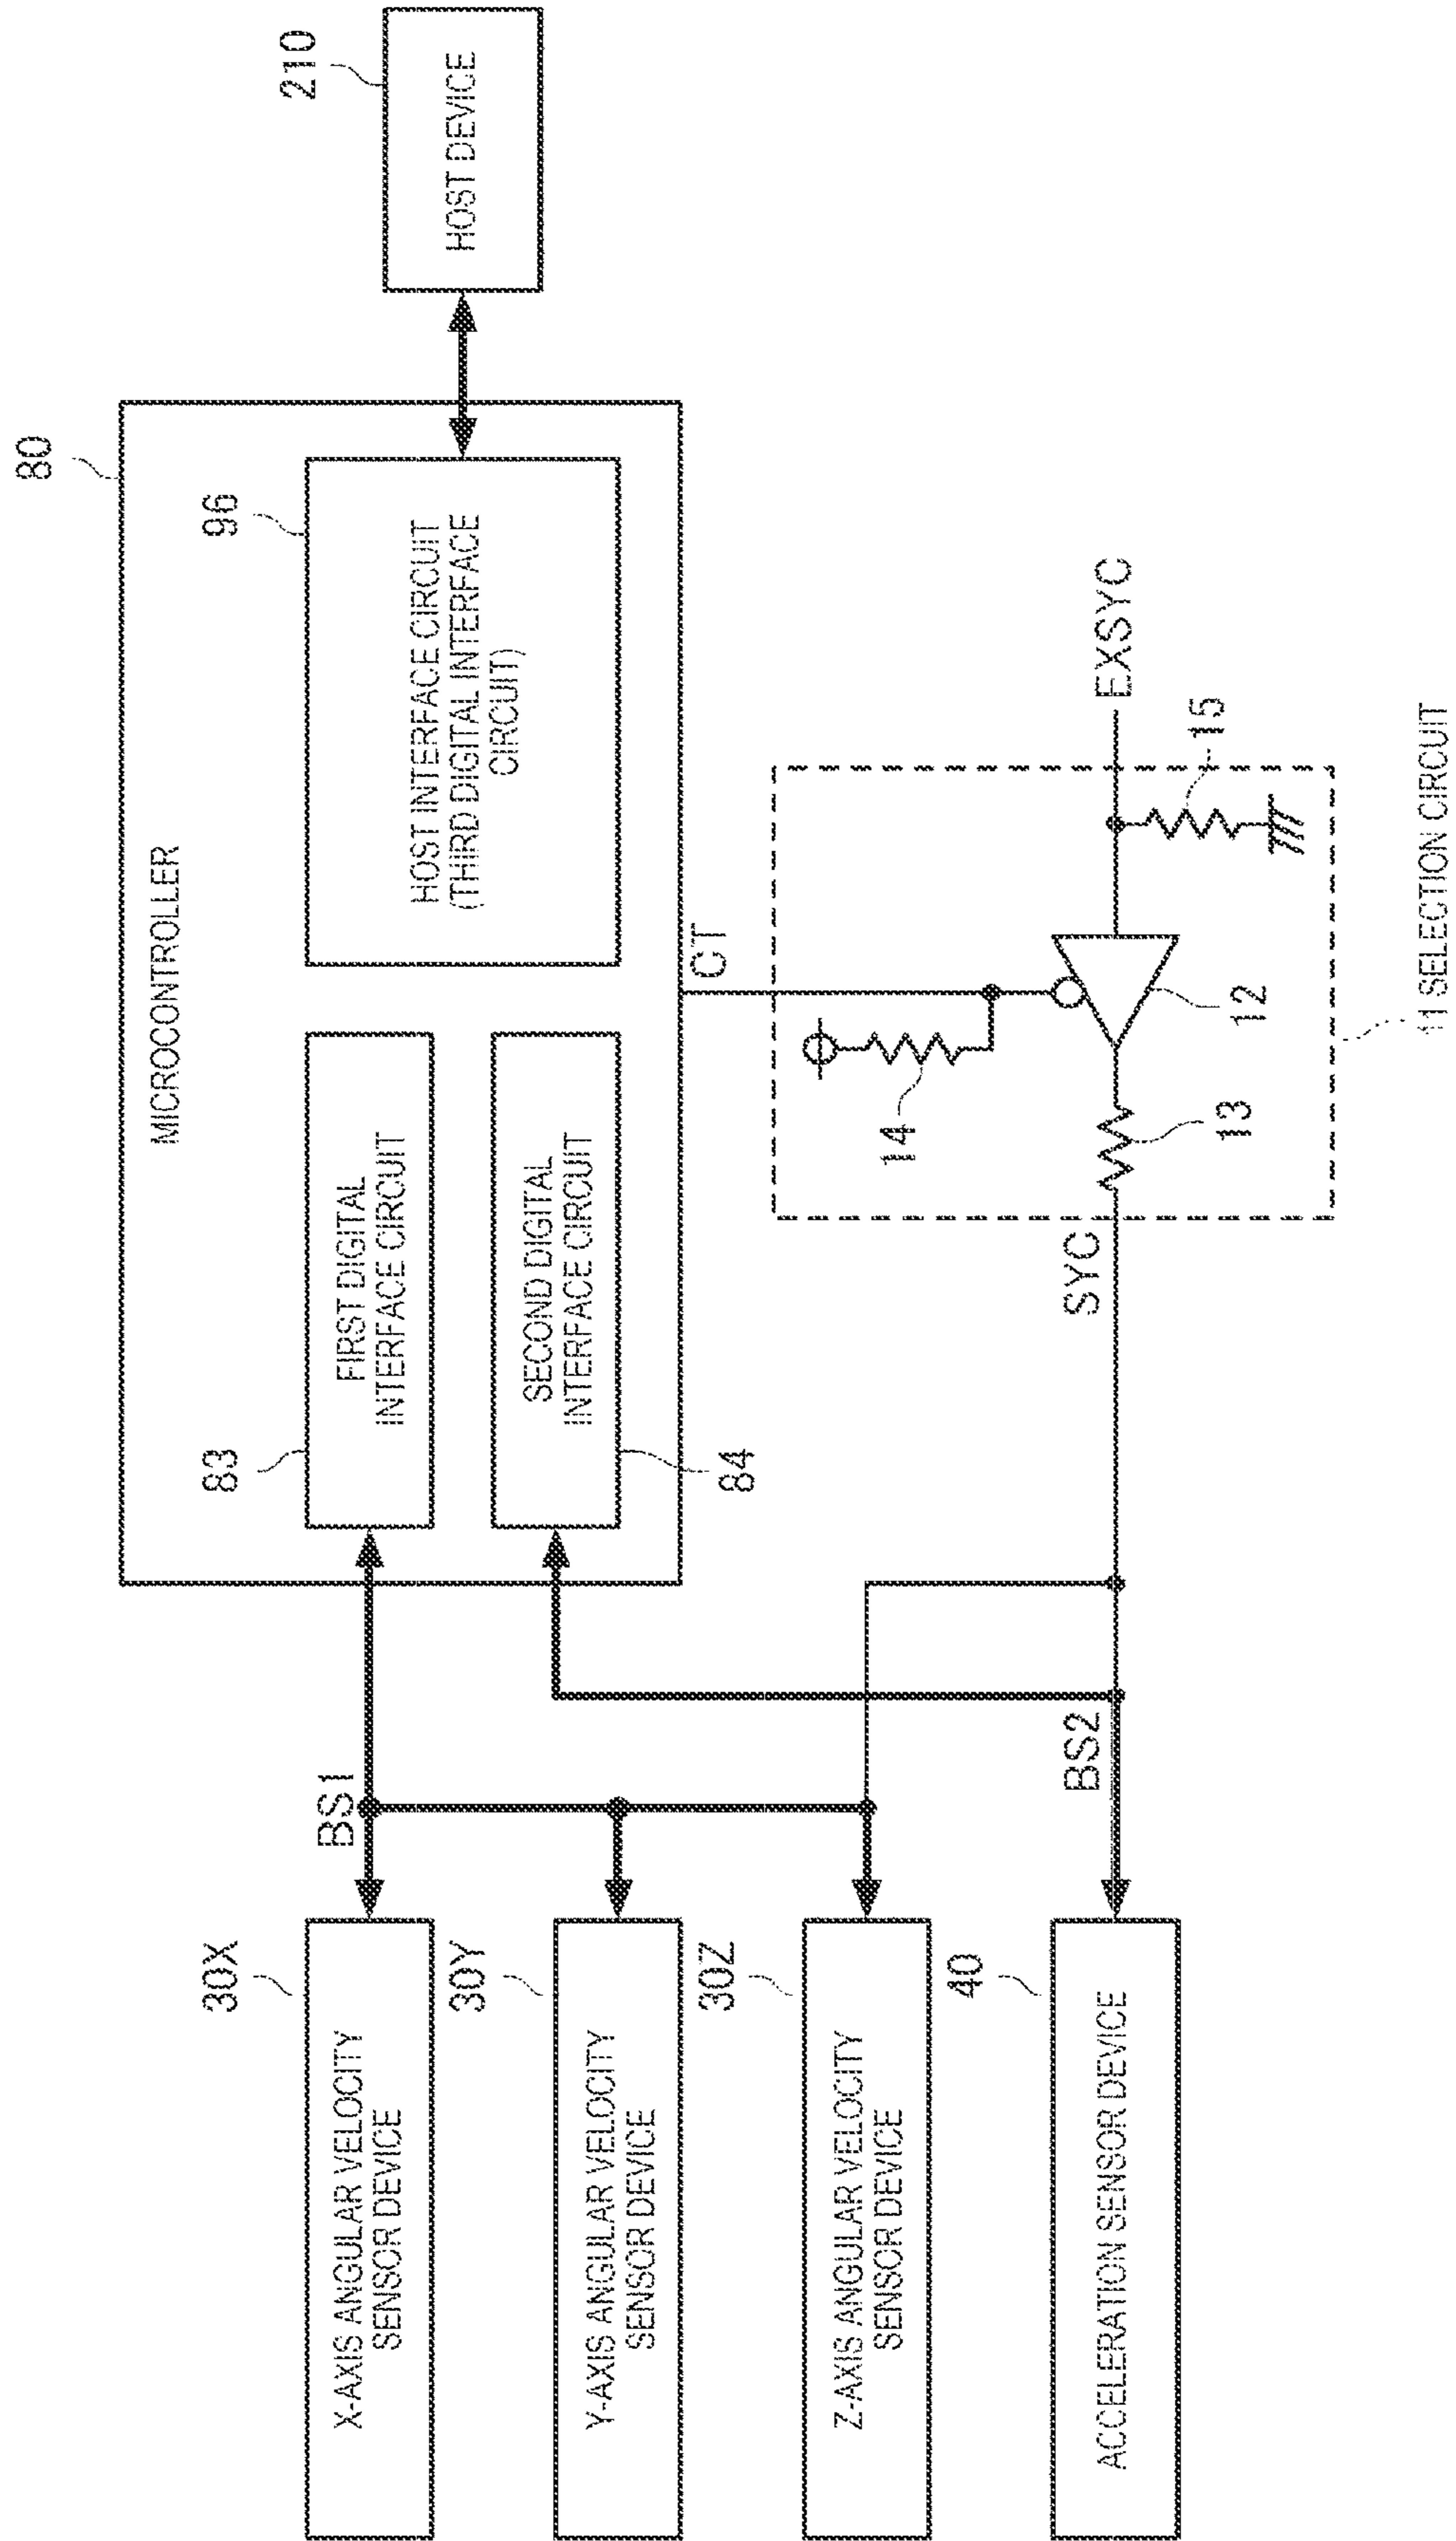 30X
X-AXIS ANGULAR VELOCITY
SENSOR DEVICE
30Y
Y-AXIS ANGULAR VELOCITY
SENSOR DEVICE
30Z
Z-AXIS ANGULAR VELOCITY
SENSOR DEVICE
40
ACCELERATION SENSOR DEVICE
BS1
BS2
80
MICROCONTROLLER
83
FIRST DIGITAL
INTERFACE CIRCUIT
SECOND DIGITAL
INTERFACE CIRCUIT
84
96
HOST INTERFACE CIRCUIT
(THIRD DIGITAL INTERFACE
CIRCUIT)
210
HOST DEVICE
CT
SYC
14
13
12
15
EXSYC
11 SELECTION CIRCUIT